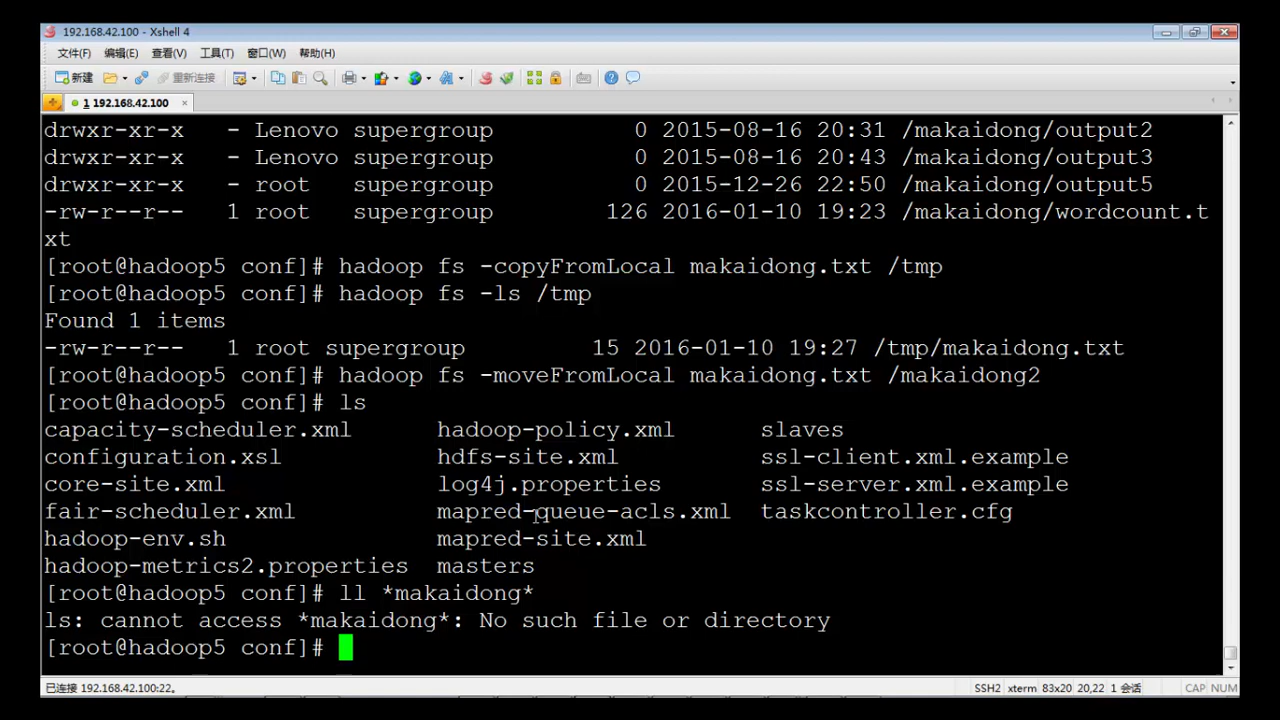 192.168.42.100 - Xshell 4
文件(F) 编辑(E) 查看(V) 工具(T) 窗口(W) 帮助(H)
新建 重新连接
1 192.168.42.100
drwxr-xr-x   - Lenovo supergroup          0 2015-08-16 20:31 /makaidong/output2
drwxr-xr-x   - Lenovo supergroup          0 2015-08-16 20:43 /makaidong/output3
drwxr-xr-x   - root   supergroup          0 2015-12-26 22:50 /makaidong/output5
-rw-r--r--   1 root   supergroup        126 2016-01-10 19:23 /makaidong/wordcount.t
xt
[root@hadoop5 conf]# hadoop fs -copyFromLocal makaidong.txt /tmp
[root@hadoop5 conf]# hadoop fs -ls /tmp
Found 1 items
-rw-r--r--   1 root supergroup         15 2016-01-10 19:27 /tmp/makaidong.txt
[root@hadoop5 conf]# hadoop fs -moveFromLocal makaidong.txt /makaidong2
[root@hadoop5 conf]# ls
capacity-scheduler.xml      hadoop-policy.xml      slaves
configuration.xsl           hdfs-site.xml          ssl-client.xml.example
core-site.xml               log4j.properties       ssl-server.xml.example
fair-scheduler.xml          mapred-queue-acls.xml  taskcontroller.cfg
hadoop-env.sh               mapred-site.xml
hadoop-metrics2.properties  masters
[root@hadoop5 conf]# ll *makaidong*
ls: cannot access *makaidong*: No such file or directory
[root@hadoop5 conf]#
已连接 192.168.42.100:22。 SSH2 xterm 83x20 20,22 1 会话 CAP NUM